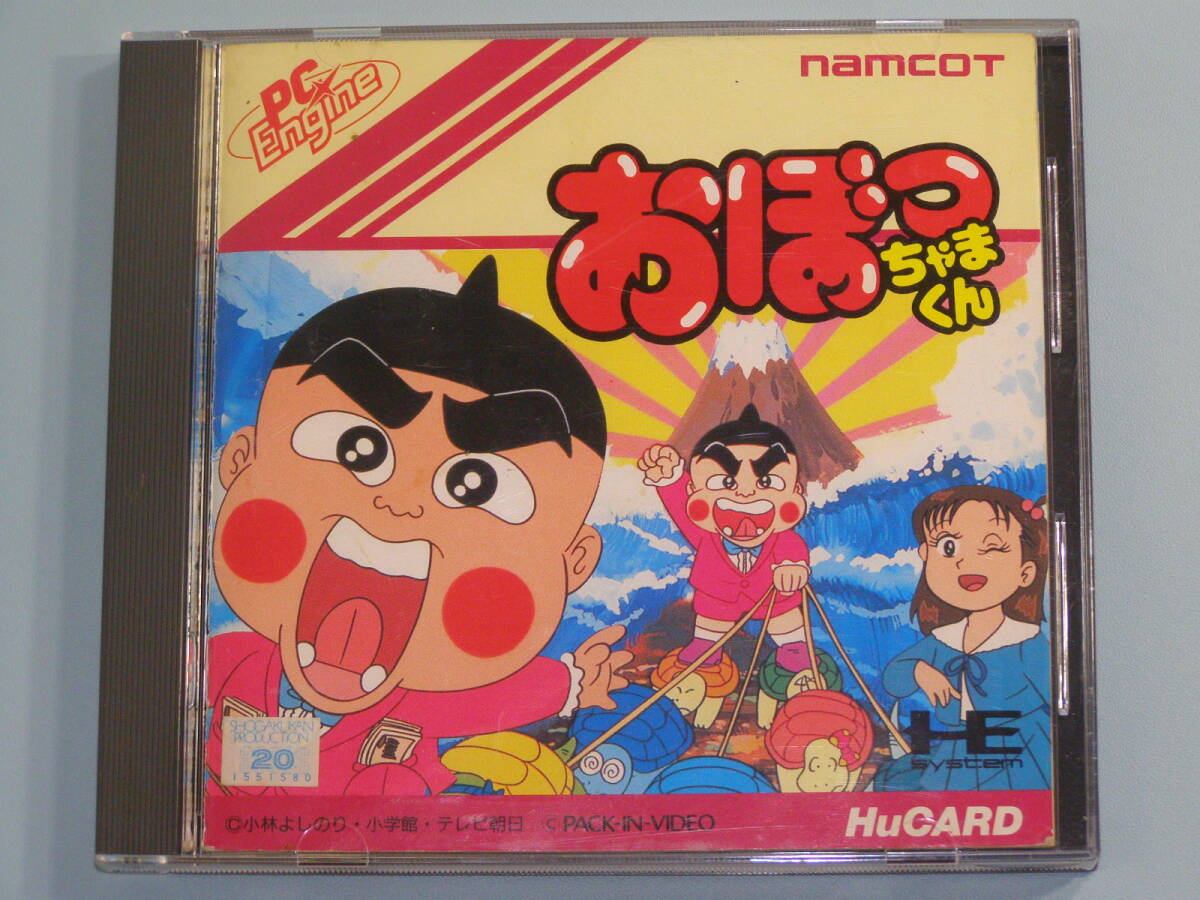 PC Engine
namcoT
おぼっ
ちゃま
くん
SHOGAKUKAN
PRODUCTION
20
1551580
HE
system
©小林よしのり・小学館・テレビ朝日 © PACK-IN-VIDEO
HuCARD